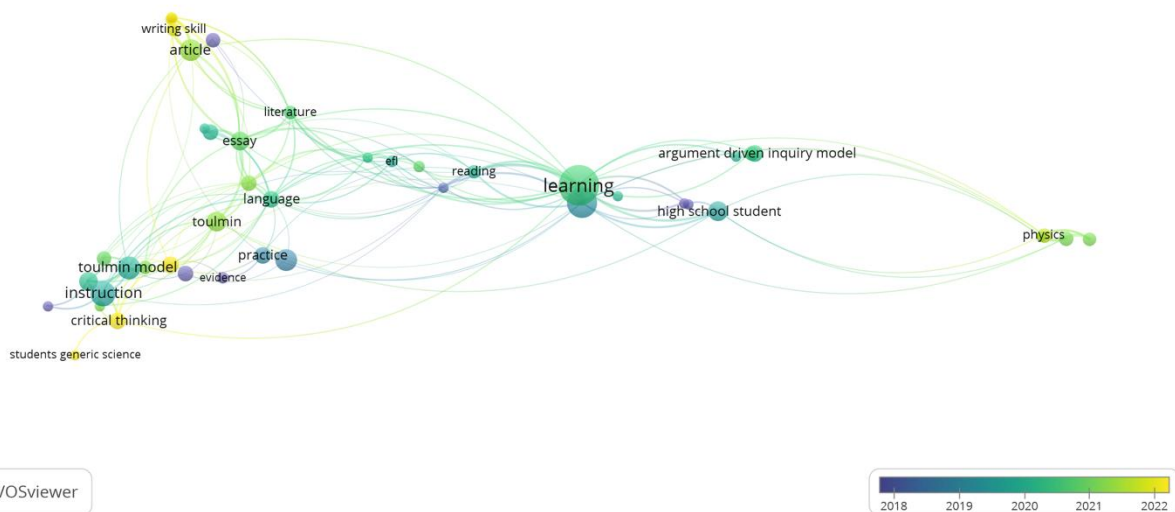 writing skill
article
literature
essay
efl
reading
argument driven inquiry model
learning
language
high school student
toulmin
physics
practice
toulmin model
evidence
instruction
critical thinking
students generic science
VOSviewer
2018 2019 2020 2021 2022